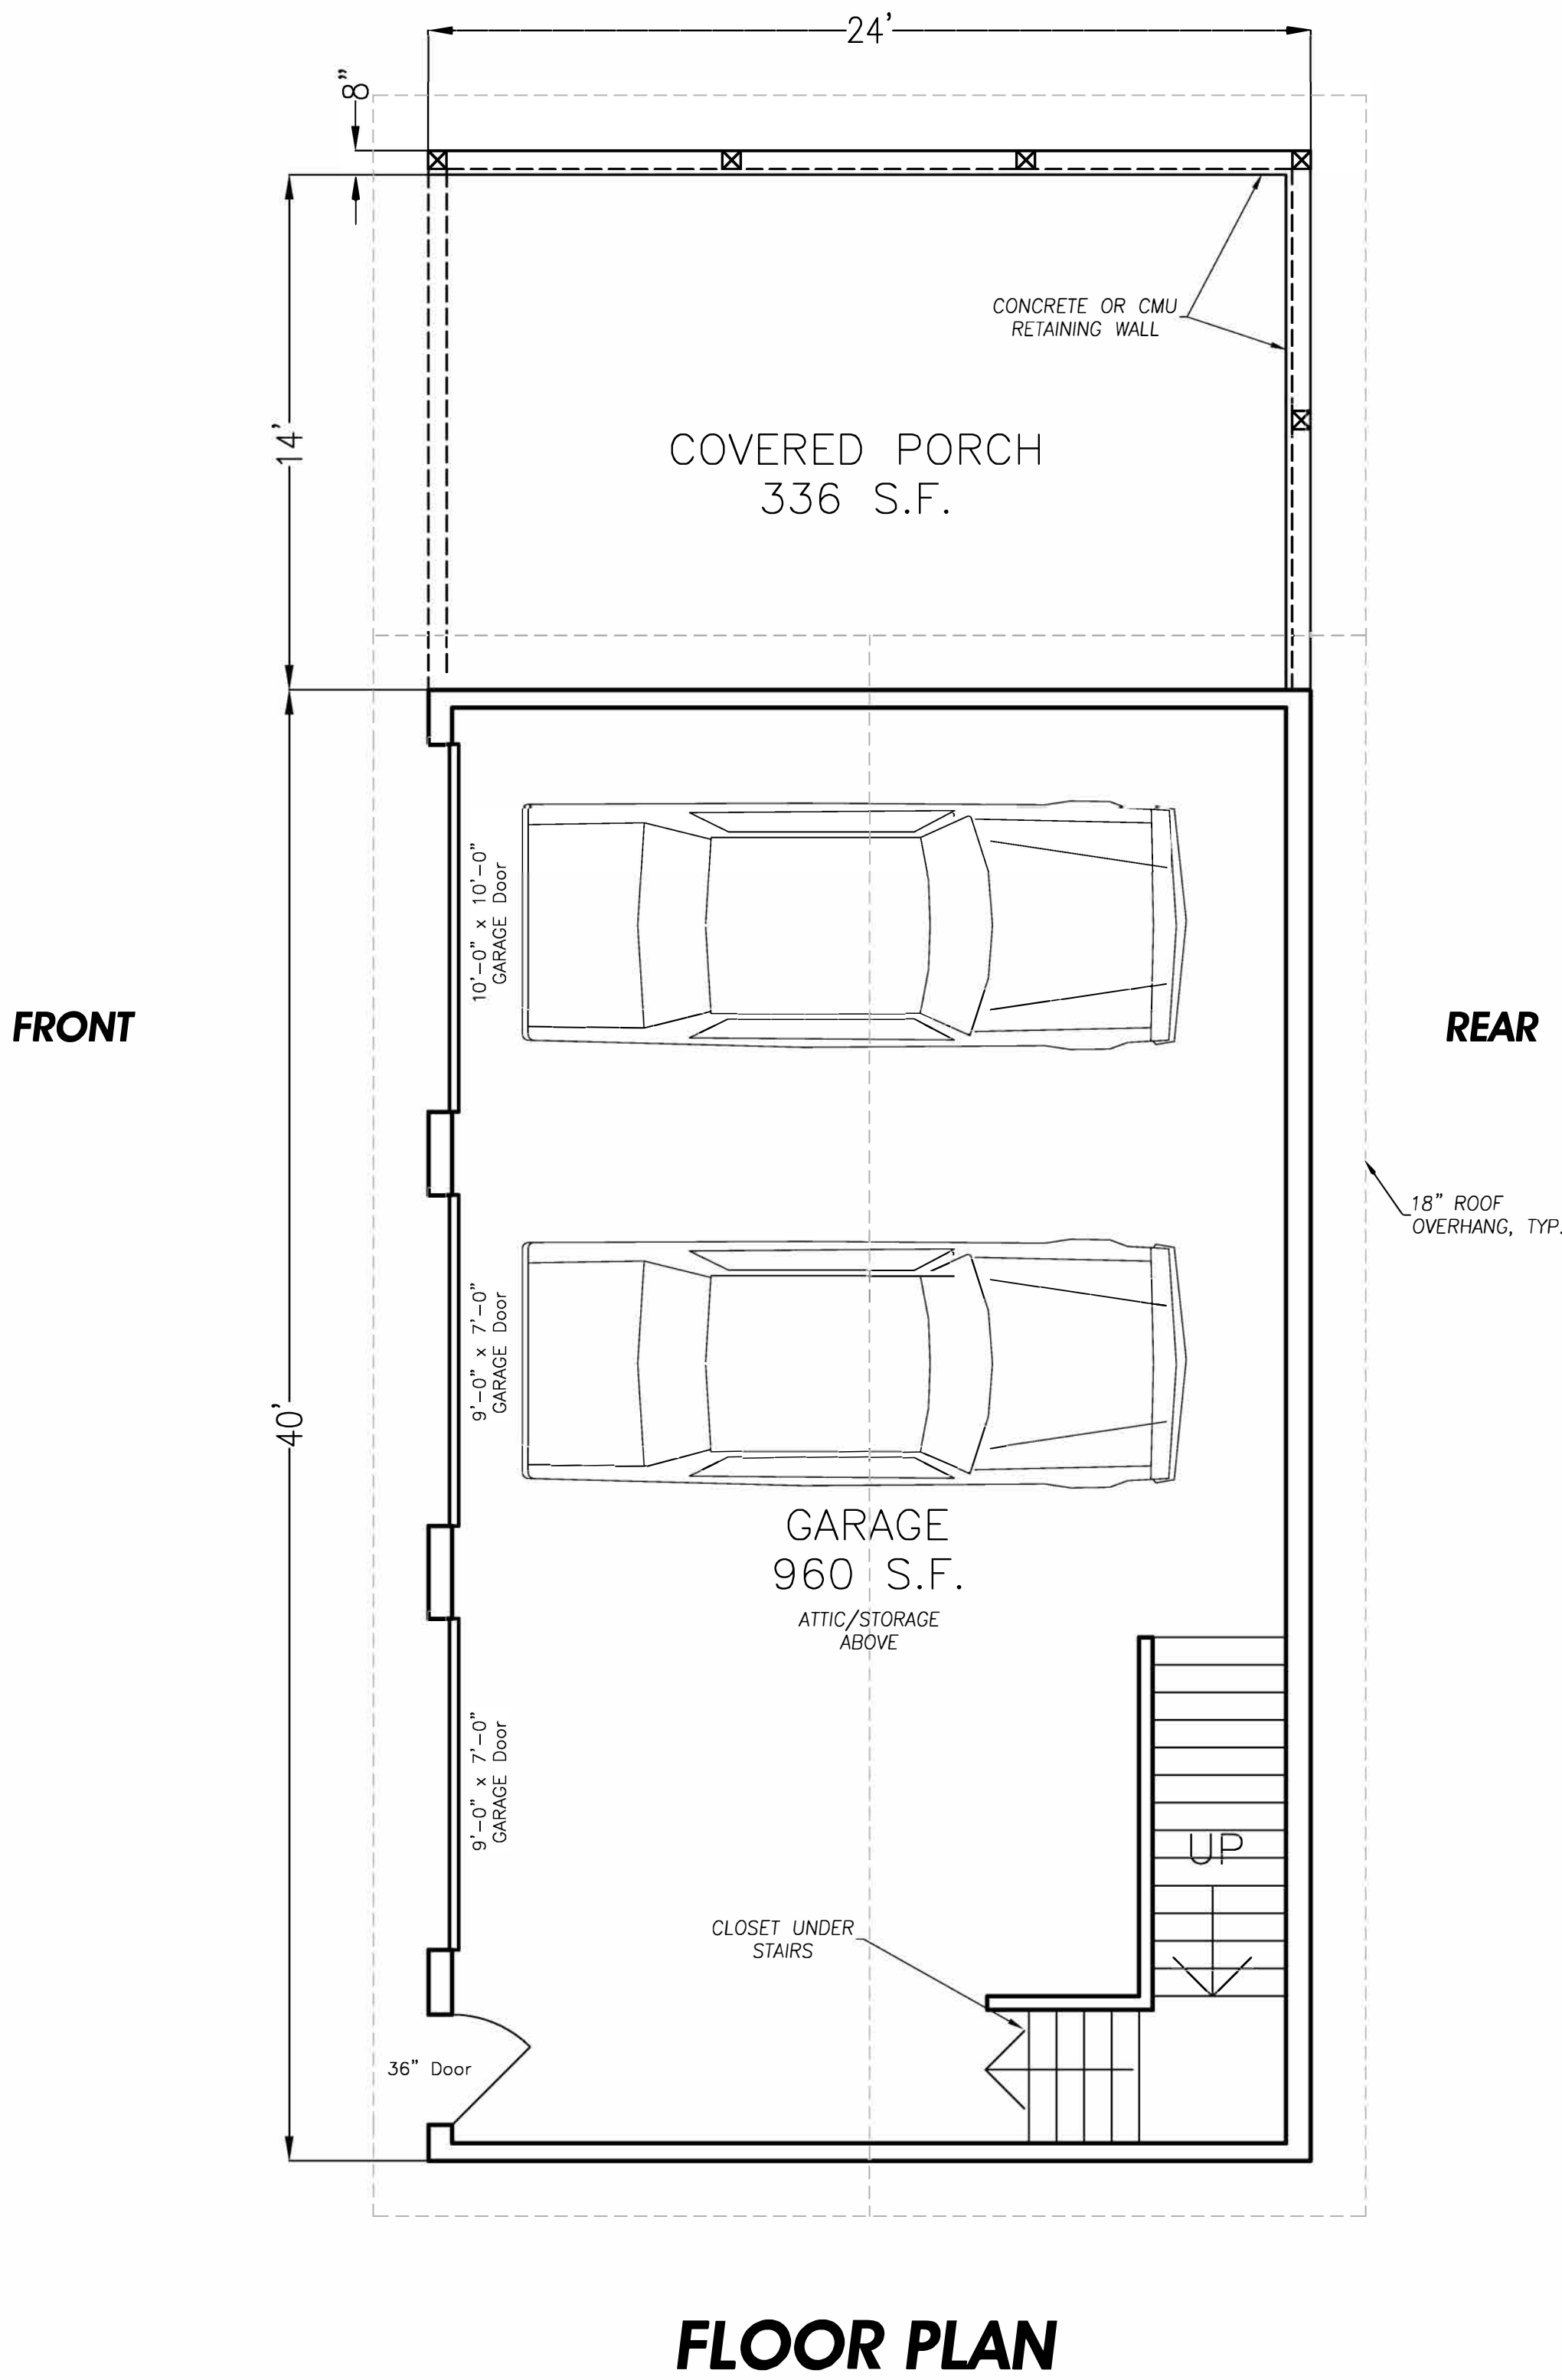 24'
8"
CONCRETE OR CMU
RETAINING WALL
14'
COVERED PORCH
336 S.F.
10'-0" x 10'-0"
GARAGE Door
FRONT
REAR
18" ROOF
OVERHANG, TYP.
9'-0" x 7'-0"
GARAGE Door
40'
GARAGE
960 S.F.
ATTIC/STORAGE
ABOVE
9'-0" x 7'-0"
GARAGE Door
UP
CLOSET UNDER
STAIRS
36" Door
FLOOR PLAN